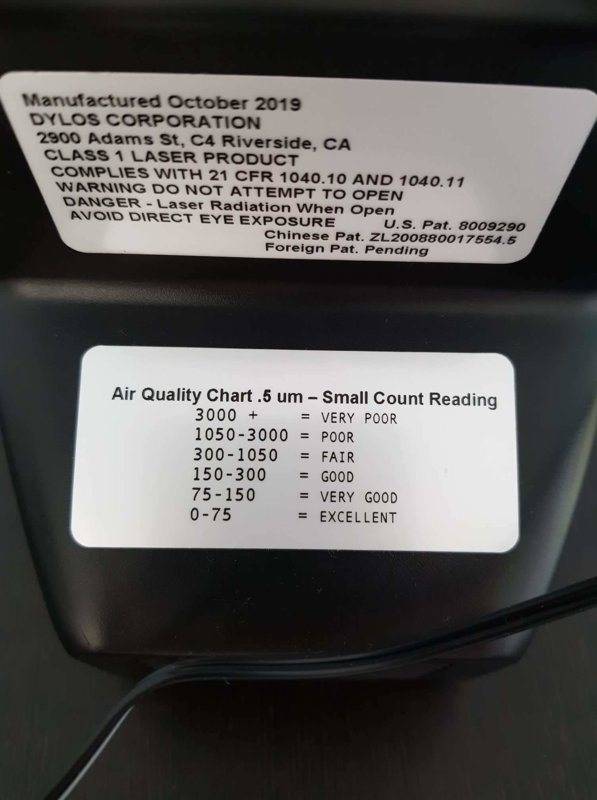 Manufactured October 2019
DYLOS CORPORATION
2900 Adams St, C4 Riverside, CA
CLASS 1 LASER PRODUCT
COMPLIES WITH 21 CFR 1040.10 AND 1040.11
WARNING DO NOT ATTEMPT TO OPEN
DANGER - Laser Radiation When Open
AVOID DIRECT EYE EXPOSURE U.S. Pat. 8009290
Chinese Pat. ZL200880017554.5
Foreign Pat. Pending
Air Quality Chart .5 um – Small Count Reading
3000 + = VERY POOR
1050-3000 = POOR
300-1050 = FAIR
150-300 = GOOD
75-150 = VERY GOOD
0-75 = EXCELLENT